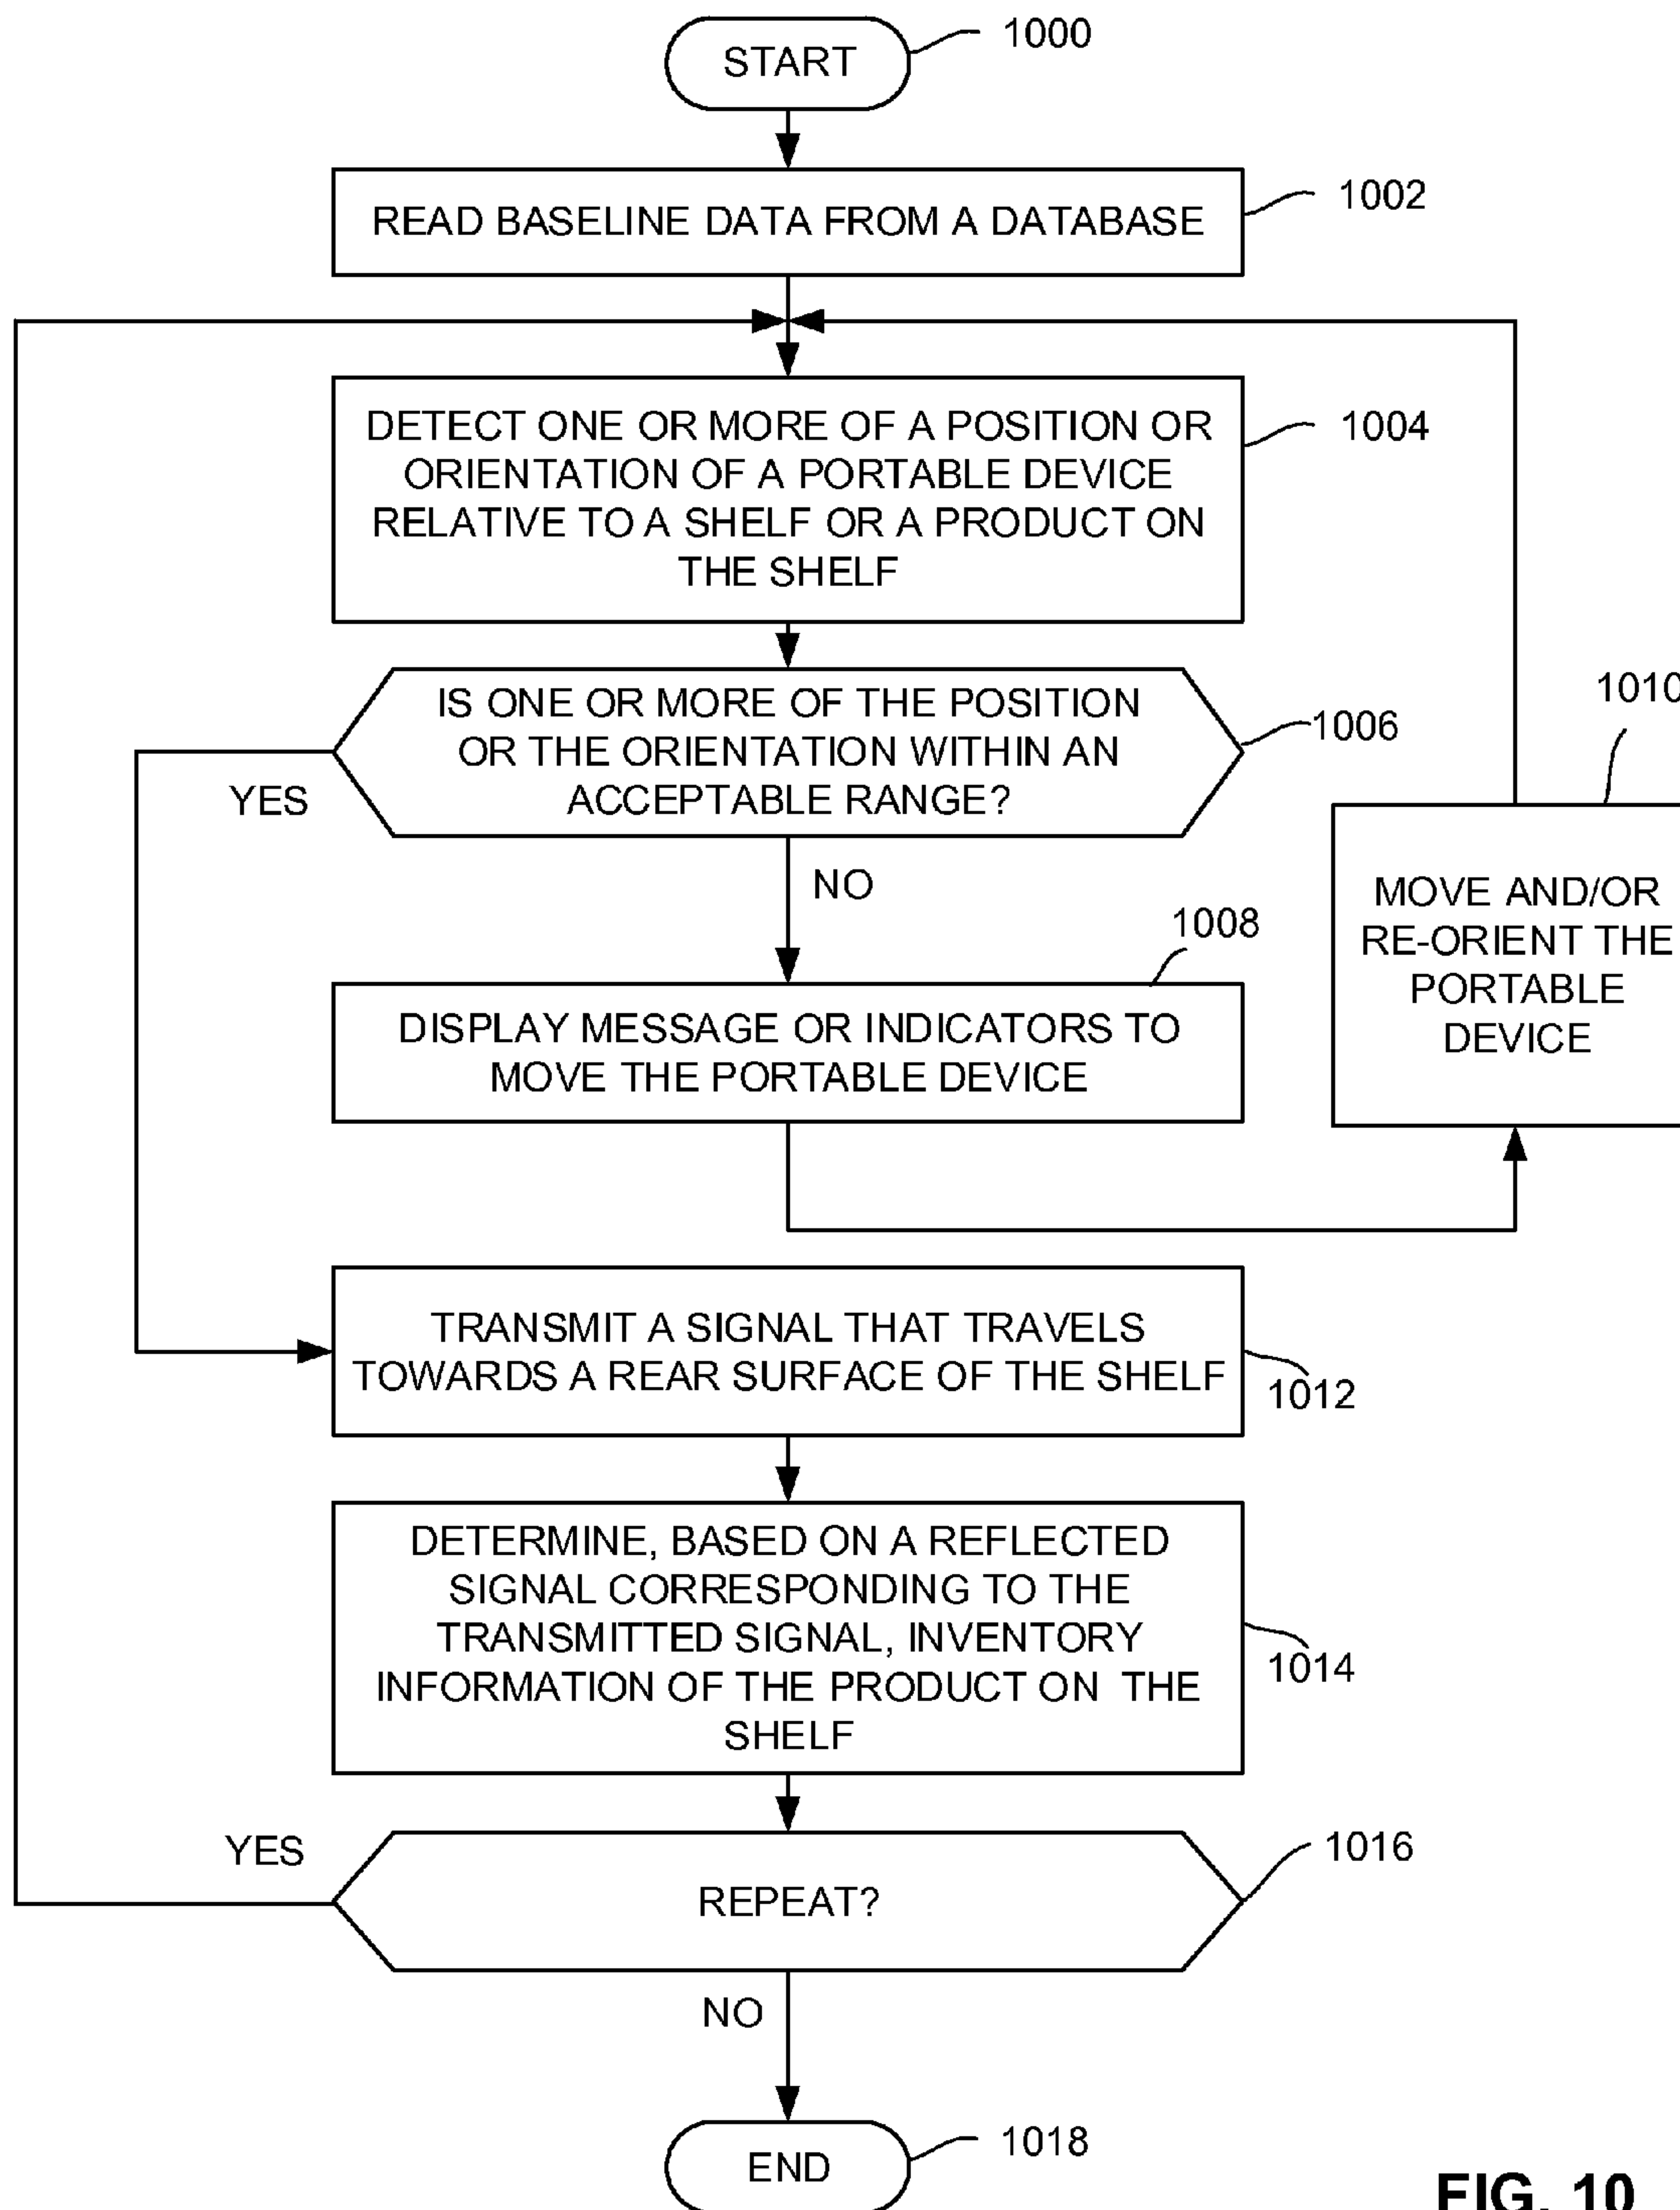 START
1000
READ BASELINE DATA FROM A DATABASE
1002
DETECT ONE OR MORE OF A POSITION OR
ORIENTATION OF A PORTABLE DEVICE
RELATIVE TO A SHELF OR A PRODUCT ON
THE SHELF
1004
IS ONE OR MORE OF THE POSITION
OR THE ORIENTATION WITHIN AN
ACCEPTABLE RANGE?
1006
YES
NO
DISPLAY MESSAGE OR INDICATORS TO
MOVE THE PORTABLE DEVICE
1008
MOVE AND/OR
RE-ORIENT THE
PORTABLE
DEVICE
1010
TRANSMIT A SIGNAL THAT TRAVELS
TOWARDS A REAR SURFACE OF THE SHELF
1012
DETERMINE, BASED ON A REFLECTED
SIGNAL CORRESPONDING TO THE
TRANSMITTED SIGNAL, INVENTORY
INFORMATION OF THE PRODUCT ON THE
SHELF
1014
REPEAT?
1016
YES
NO
END
1018
FIG. 10